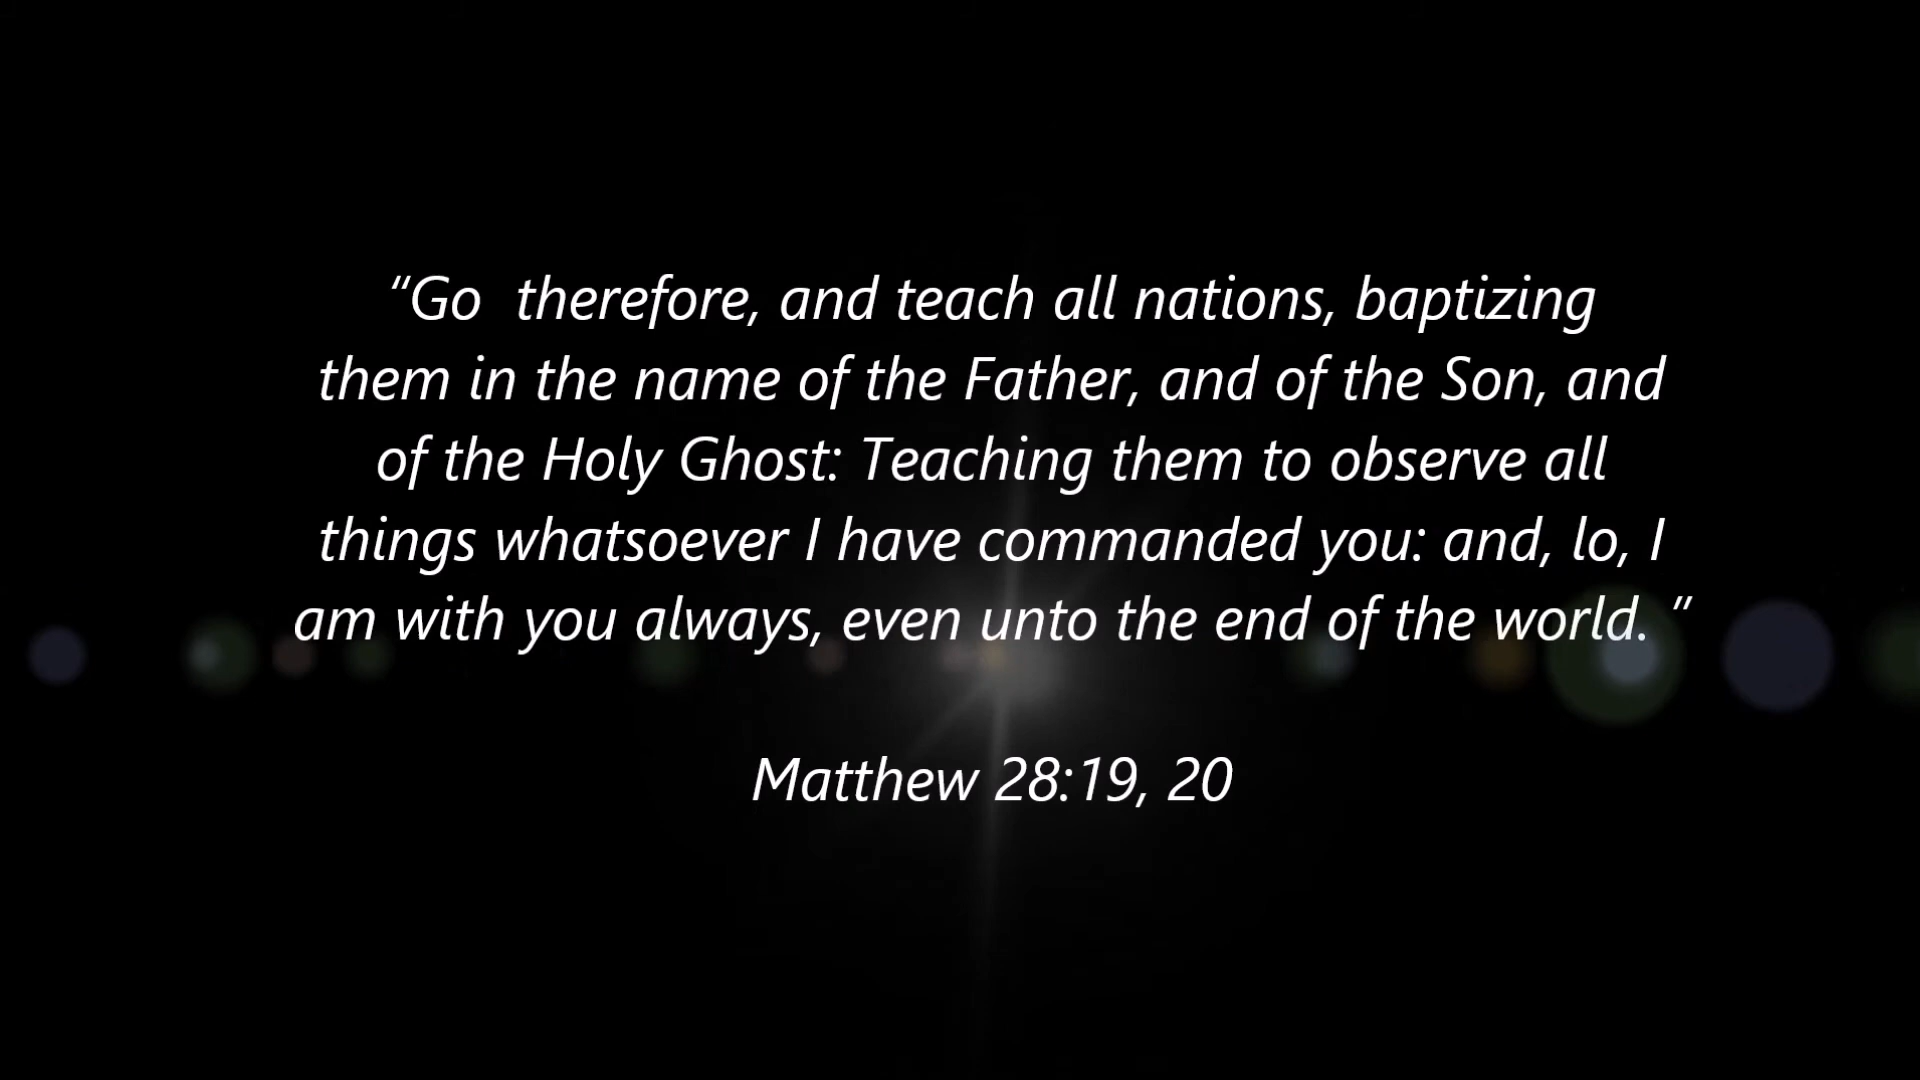 “Go  therefore, and teach all nations, baptizing
them in the name of the Father, and of the Son, and
of the Holy Ghost: Teaching them to observe all
things whatsoever I have commanded you: and, lo, I
am with you always, even unto the end of the world. ”
Matthew 28:19, 20